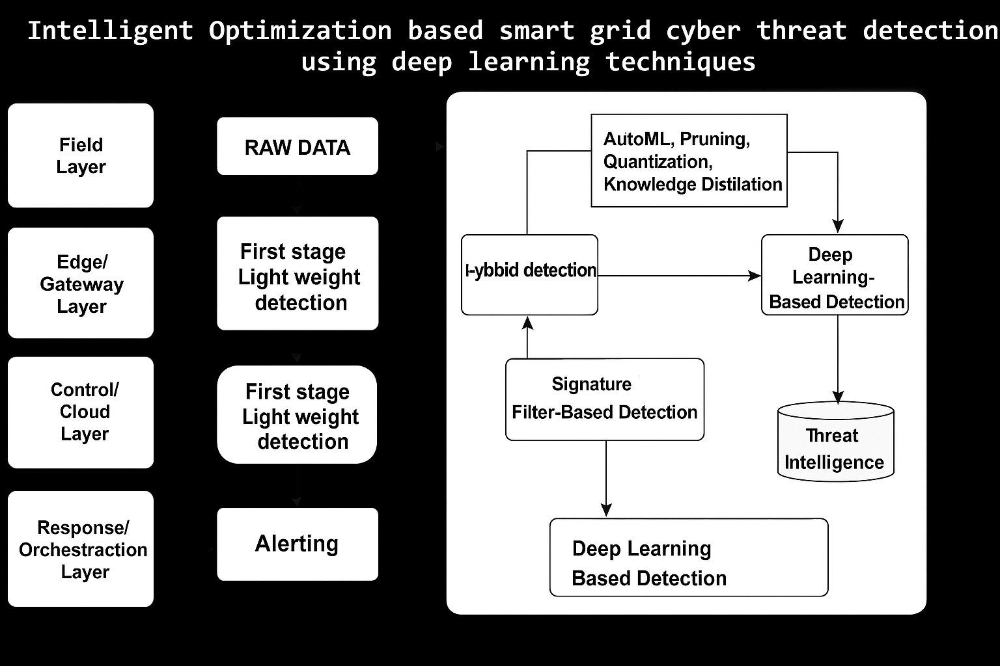 Intelligent Optimization based smart grid cyber threat detection
using deep learning techniques
Field
Layer
Edge/
Gateway
Layer
Control/
Cloud
Layer
Response/
Orchestraction
Layer
RAW DATA
First stage
Light weight
detection
First stage
Light weight
detection
Alerting
AutoML, Pruning,
Quantization,
Knowledge Distilation
I-ybbid detection
Deep
Learning-
Based Detection
Signature
Filter-Based Detection
Threat
Intelligence
Deep Learning
Based Detection